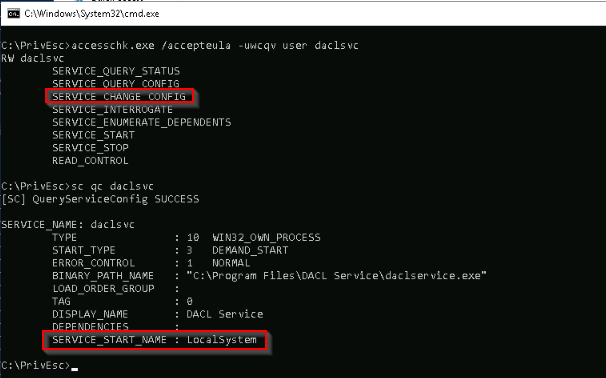 C:\Windows\System32\cmd.exe
C:\PrivEsc>accesschk.exe /accepteula -uwcqv user daclsvc
RW daclsvc
SERVICE_QUERY_STATUS
SERVICE_QUERY_CONFIG
SERVICE_CHANGE_CONFIG
SERVICE_INTERROGATE
SERVICE_ENUMERATE_DEPENDENTS
SERVICE_START
SERVICE_STOP
READ_CONTROL
C:\PrivEsc>sc qc daclsvc
[SC] QueryServiceConfig SUCCESS
SERVICE_NAME: daclsvc
TYPE : 10 WIN32_OWN_PROCESS
START_TYPE : 3 DEMAND_START
ERROR_CONTROL : 1 NORMAL
BINARY_PATH_NAME : "C:\Program Files\DACL Service\daclservice.exe"
LOAD_ORDER_GROUP :
TAG : 0
DISPLAY_NAME : DACL Service
DEPENDENCIES :
SERVICE_START_NAME : LocalSystem
C:\PrivEsc>